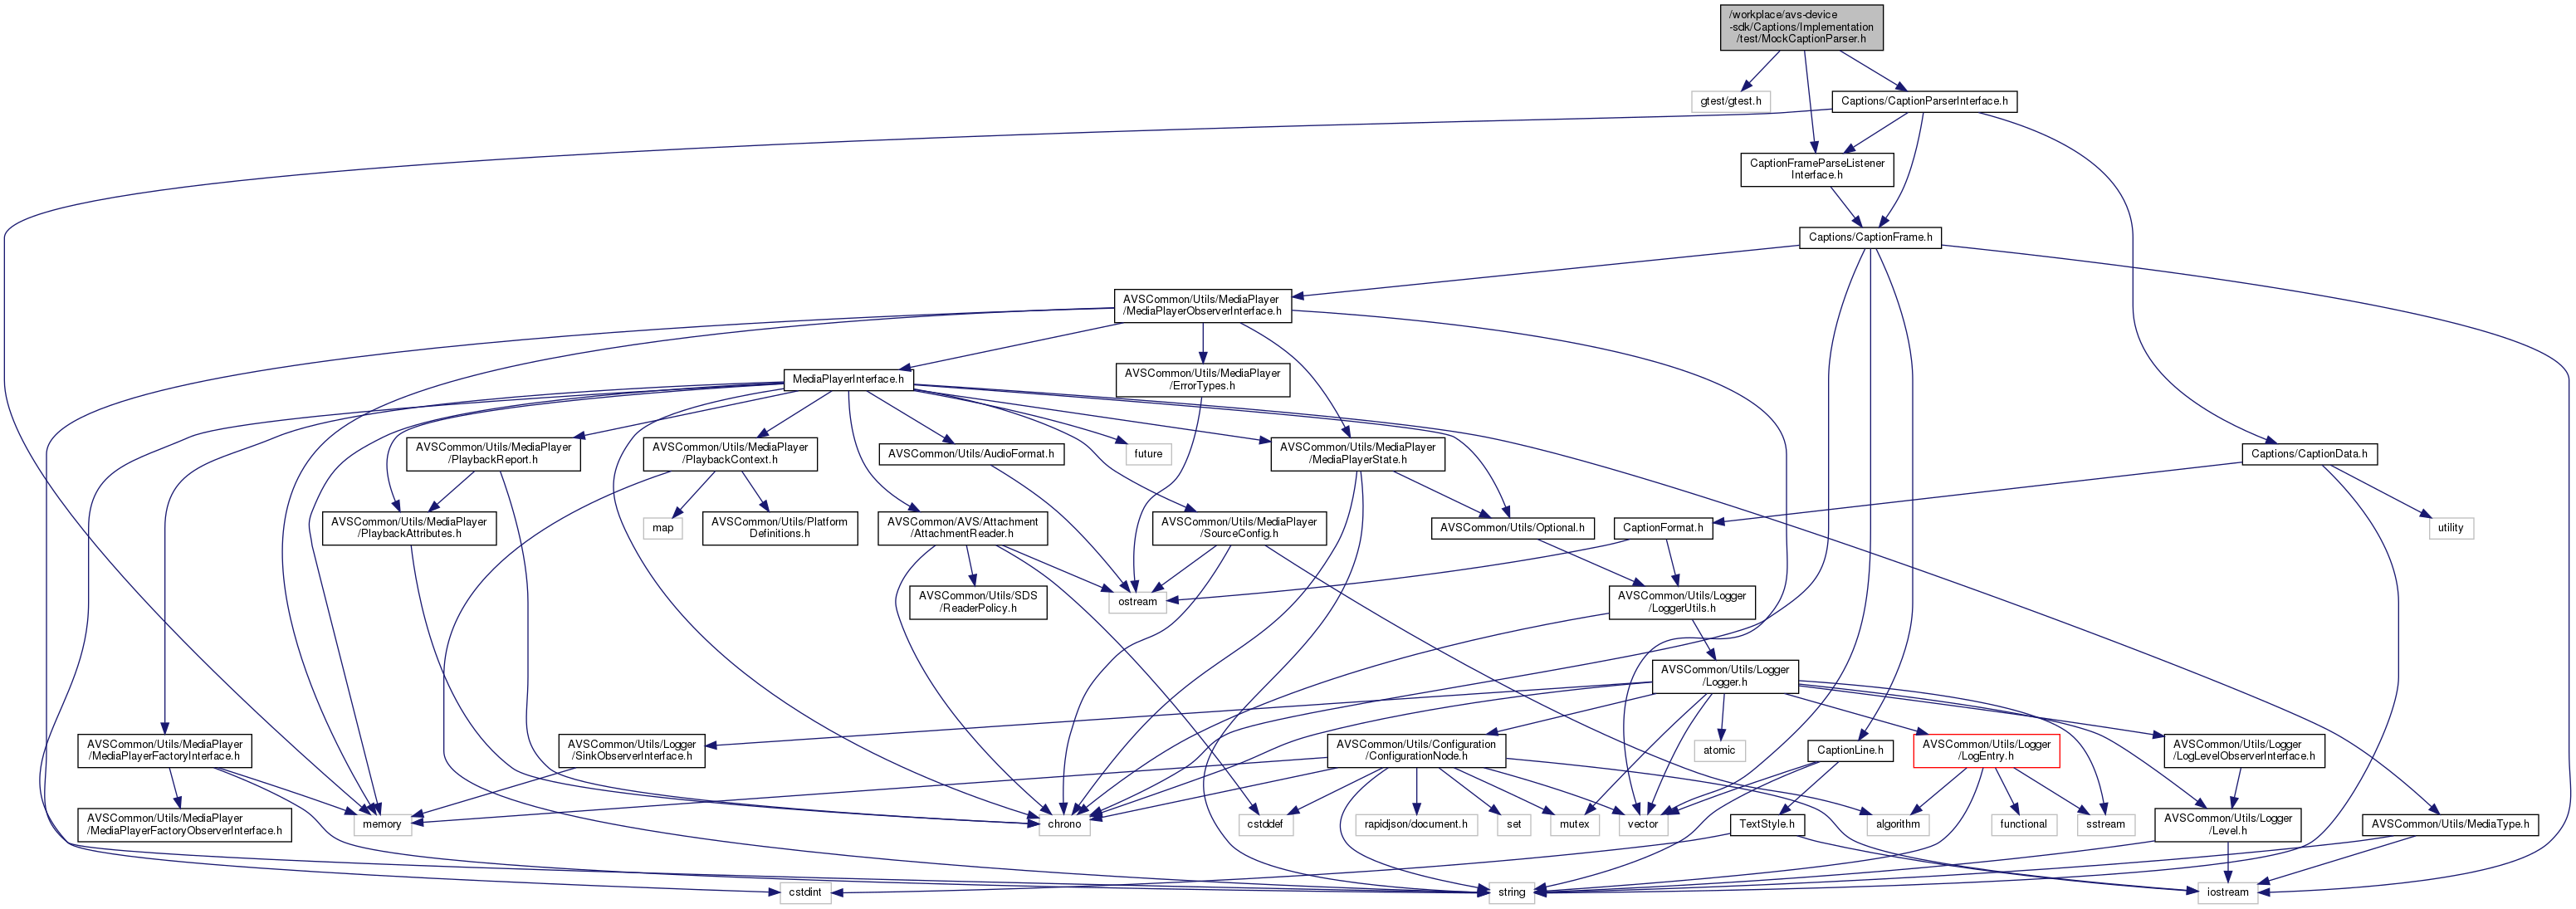 /workplace/avs-device
-sdk/Captions/Implementation
/test/MockCaptionParser.h
gtest/gtest.h
Captions/CaptionParserInterface.h
CaptionFrameParseListener
Interface.h
Captions/CaptionFrame.h
AVSCommon/Utils/MediaPlayer
/MediaPlayerObserverInterface.h
MediaPlayerInterface.h
AVSCommon/Utils/MediaPlayer
/ErrorTypes.h
AVSCommon/Utils/MediaPlayer
/PlaybackReport.h
AVSCommon/Utils/MediaPlayer
/PlaybackContext.h
AVSCommon/Utils/AudioFormat.h
future
AVSCommon/Utils/MediaPlayer
/MediaPlayerState.h
Captions/CaptionData.h
AVSCommon/Utils/MediaPlayer
/PlaybackAttributes.h
map
AVSCommon/Utils/Platform
Definitions.h
AVSCommon/AVS/Attachment
/AttachmentReader.h
AVSCommon/Utils/MediaPlayer
/SourceConfig.h
AVSCommon/Utils/Optional.h
CaptionFormat.h
utility
AVSCommon/Utils/SDS
/ReaderPolicy.h
ostream
AVSCommon/Utils/Logger
/LoggerUtils.h
AVSCommon/Utils/Logger
/Logger.h
AVSCommon/Utils/MediaPlayer
/MediaPlayerFactoryInterface.h
AVSCommon/Utils/Logger
/SinkObserverInterface.h
AVSCommon/Utils/Configuration
/ConfigurationNode.h
atomic
CaptionLine.h
AVSCommon/Utils/Logger
/LogEntry.h
AVSCommon/Utils/Logger
/LogLevelObserverInterface.h
AVSCommon/Utils/MediaPlayer
/MediaPlayerFactoryObserverInterface.h
memory
chrono
cstddef
rapidjson/document.h
set
mutex
vector
TextStyle.h
algorithm
functional
sstream
AVSCommon/Utils/Logger
/Level.h
AVSCommon/Utils/MediaType.h
cstdint
string
iostream